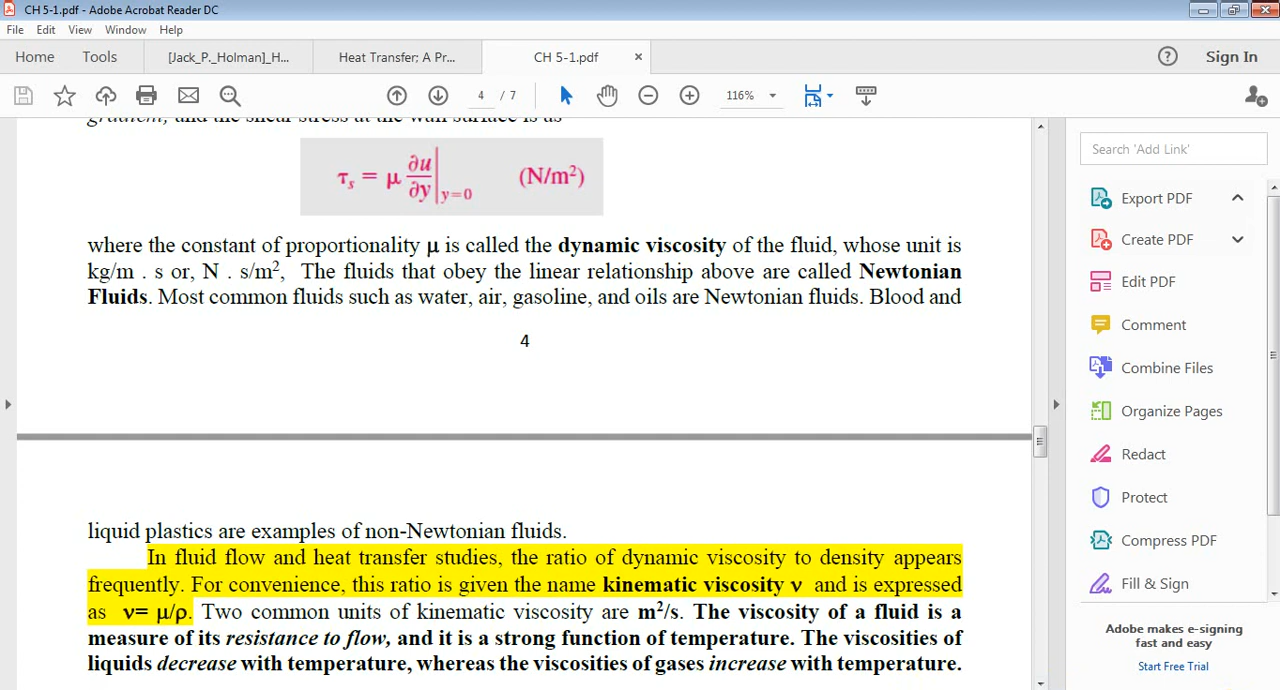 CH 5-1.pdf - Adobe Acrobat Reader DC
File Edit View Window Help
Home Tools [Jack_P._Holman]_H... Heat Transfer; A Pr... CH 5-1.pdf × ? Sign In
4 / 7 116%
gradient, and the shear stress at the wall surface is as
τs = μ ∂u/∂y|y=0 (N/m²)
where the constant of proportionality μ is called the dynamic viscosity of the fluid, whose unit is
kg/m . s or, N . s/m², The fluids that obey the linear relationship above are called Newtonian
Fluids. Most common fluids such as water, air, gasoline, and oils are Newtonian fluids. Blood and
4
liquid plastics are examples of non-Newtonian fluids.
In fluid flow and heat transfer studies, the ratio of dynamic viscosity to density appears
frequently. For convenience, this ratio is given the name kinematic viscosity ν and is expressed
as ν= μ/ρ. Two common units of kinematic viscosity are m²/s. The viscosity of a fluid is a
measure of its resistance to flow, and it is a strong function of temperature. The viscosities of
liquids decrease with temperature, whereas the viscosities of gases increase with temperature.
Search 'Add Link'
Export PDF
Create PDF
Edit PDF
Comment
Combine Files
Organize Pages
Redact
Protect
Compress PDF
Fill & Sign
Adobe makes e-signing
fast and easy
Start Free Trial